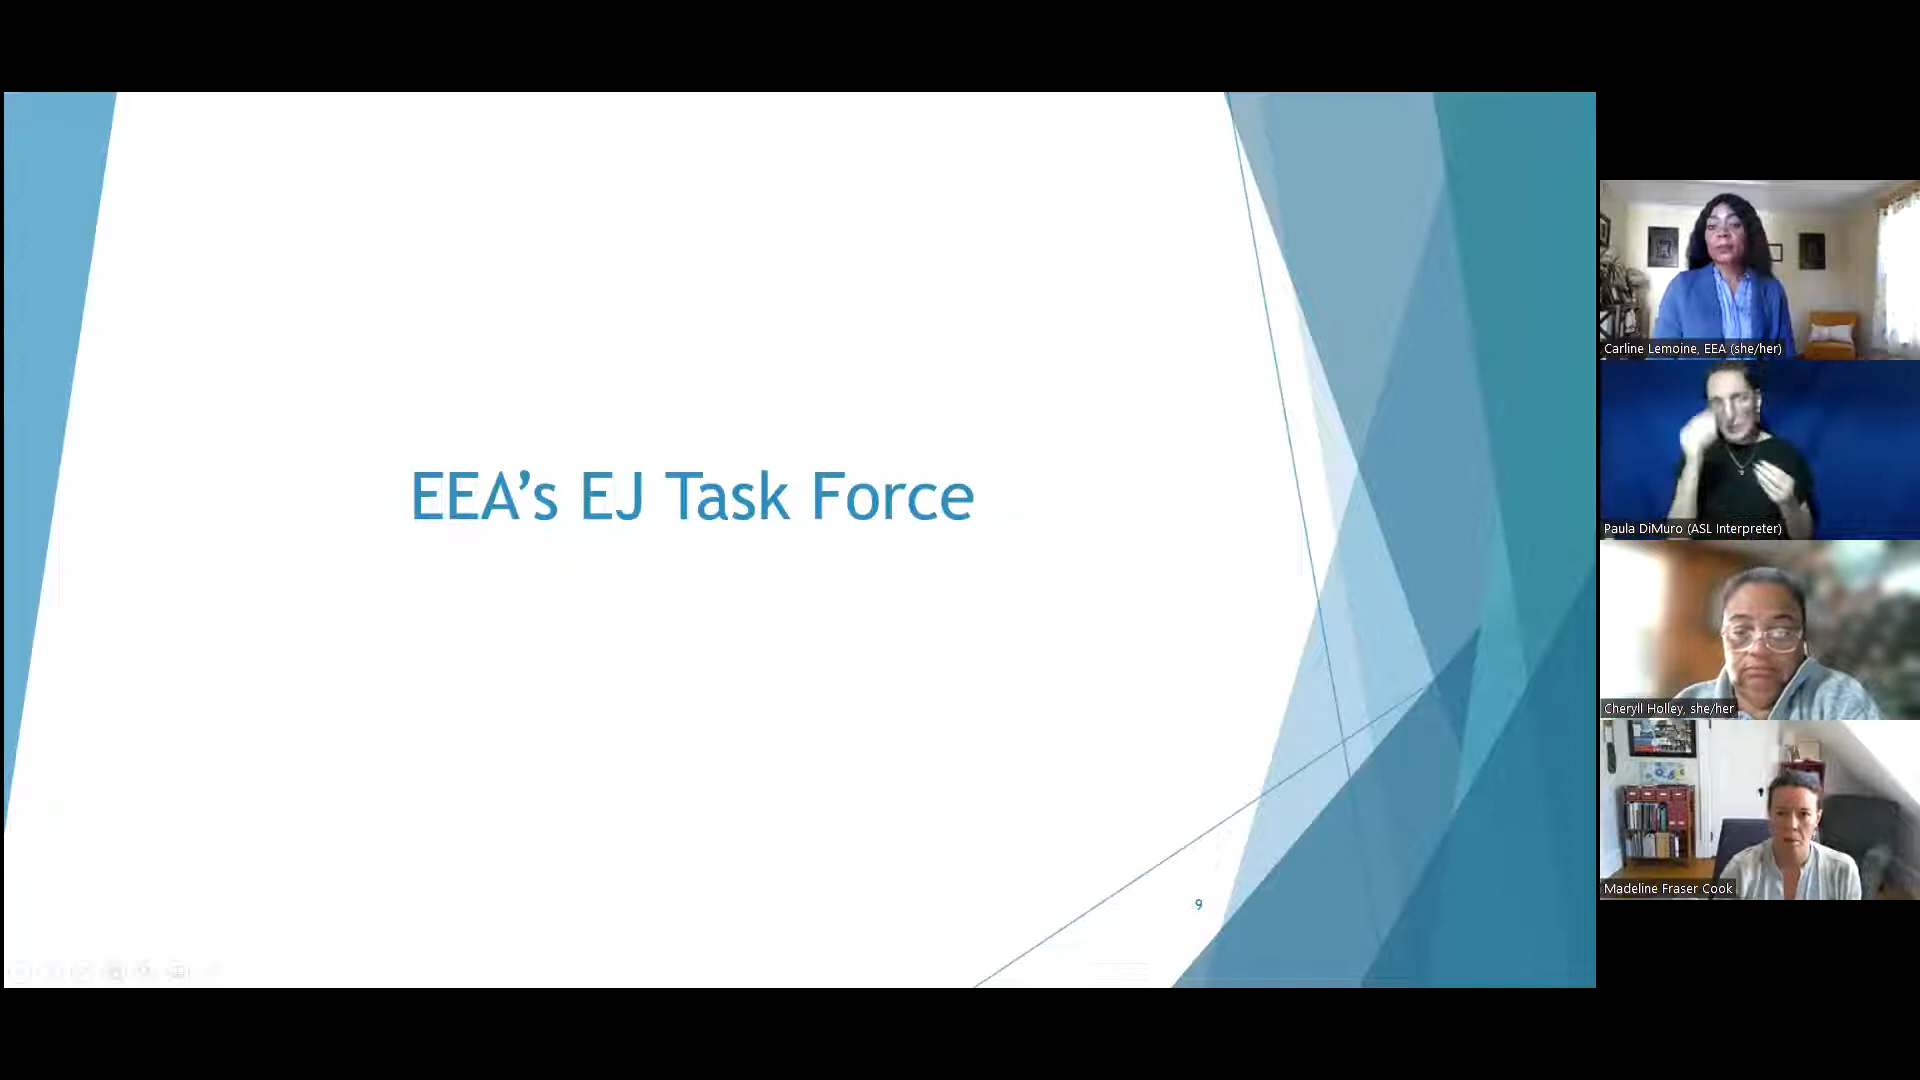 EEA’s EJ Task Force
9
Carline Lemoine, EEA (she/her)
Paula DiMuro (ASL Interpreter)
Cheryll Holley, she/her
Madeline Fraser Cook